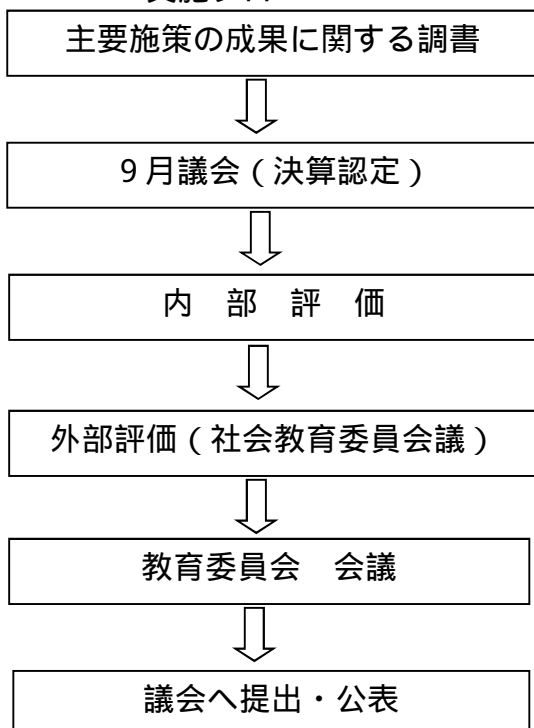 主要施策の成果に関する調書
9月議会（決算認定）
内　部　評　価
外部評価（社会教育委員会議）
教育委員会　会議
議会へ提出・公表